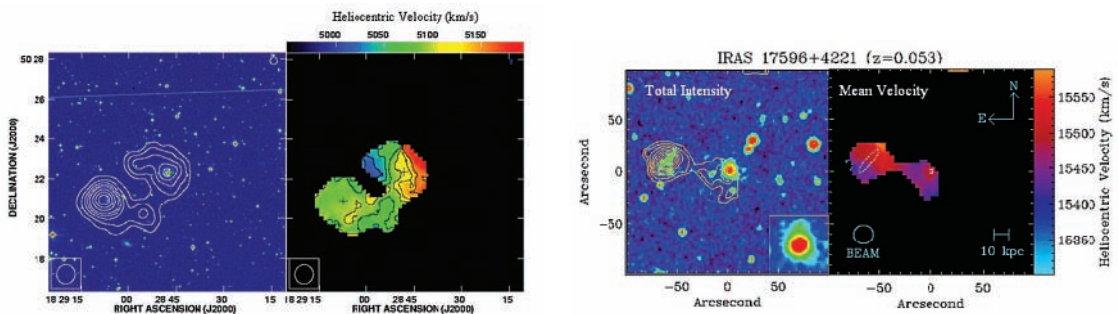 Heliocentric Velocity (km/s)
5000 5050 5100 5150
50 28
26
24
22
20
18
DECLINATION (J2000)
18 29 15 00 28 45 30 15
RIGHT ASCENSION (J2000)
18 29 15 00 28 45 30 15
RIGHT ASCENSION (J2000)
IRAS 17596+4221 (z=0.053)
Total Intensity
Mean Velocity
N
E
50
0
−50
Arcsecond
BEAM
10 kpc
−50 0 50
Arcsecond
−50 0 50
Arcsecond
15550
15500
15450
15400
Heliocentric Velocity (km/s)